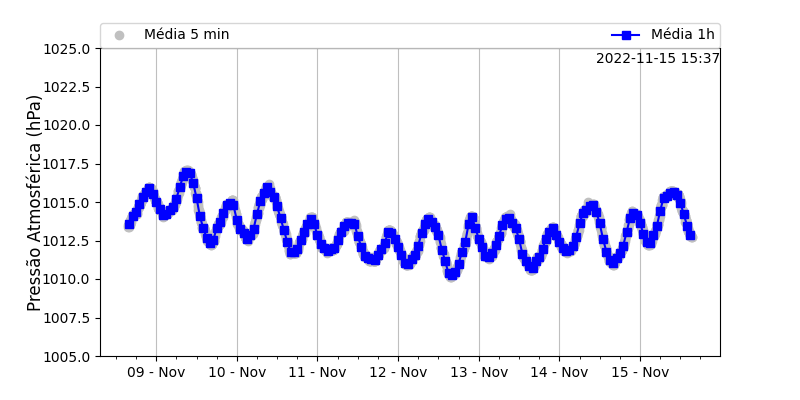 Média 5 min
Média 1h
2022-11-15 15:37
Pressão Atmosférica (hPa)
1025.0
1022.5
1020.0
1017.5
1015.0
1012.5
1010.0
1007.5
1005.0
09 - Nov
10 - Nov
11 - Nov
12 - Nov
13 - Nov
14 - Nov
15 - Nov